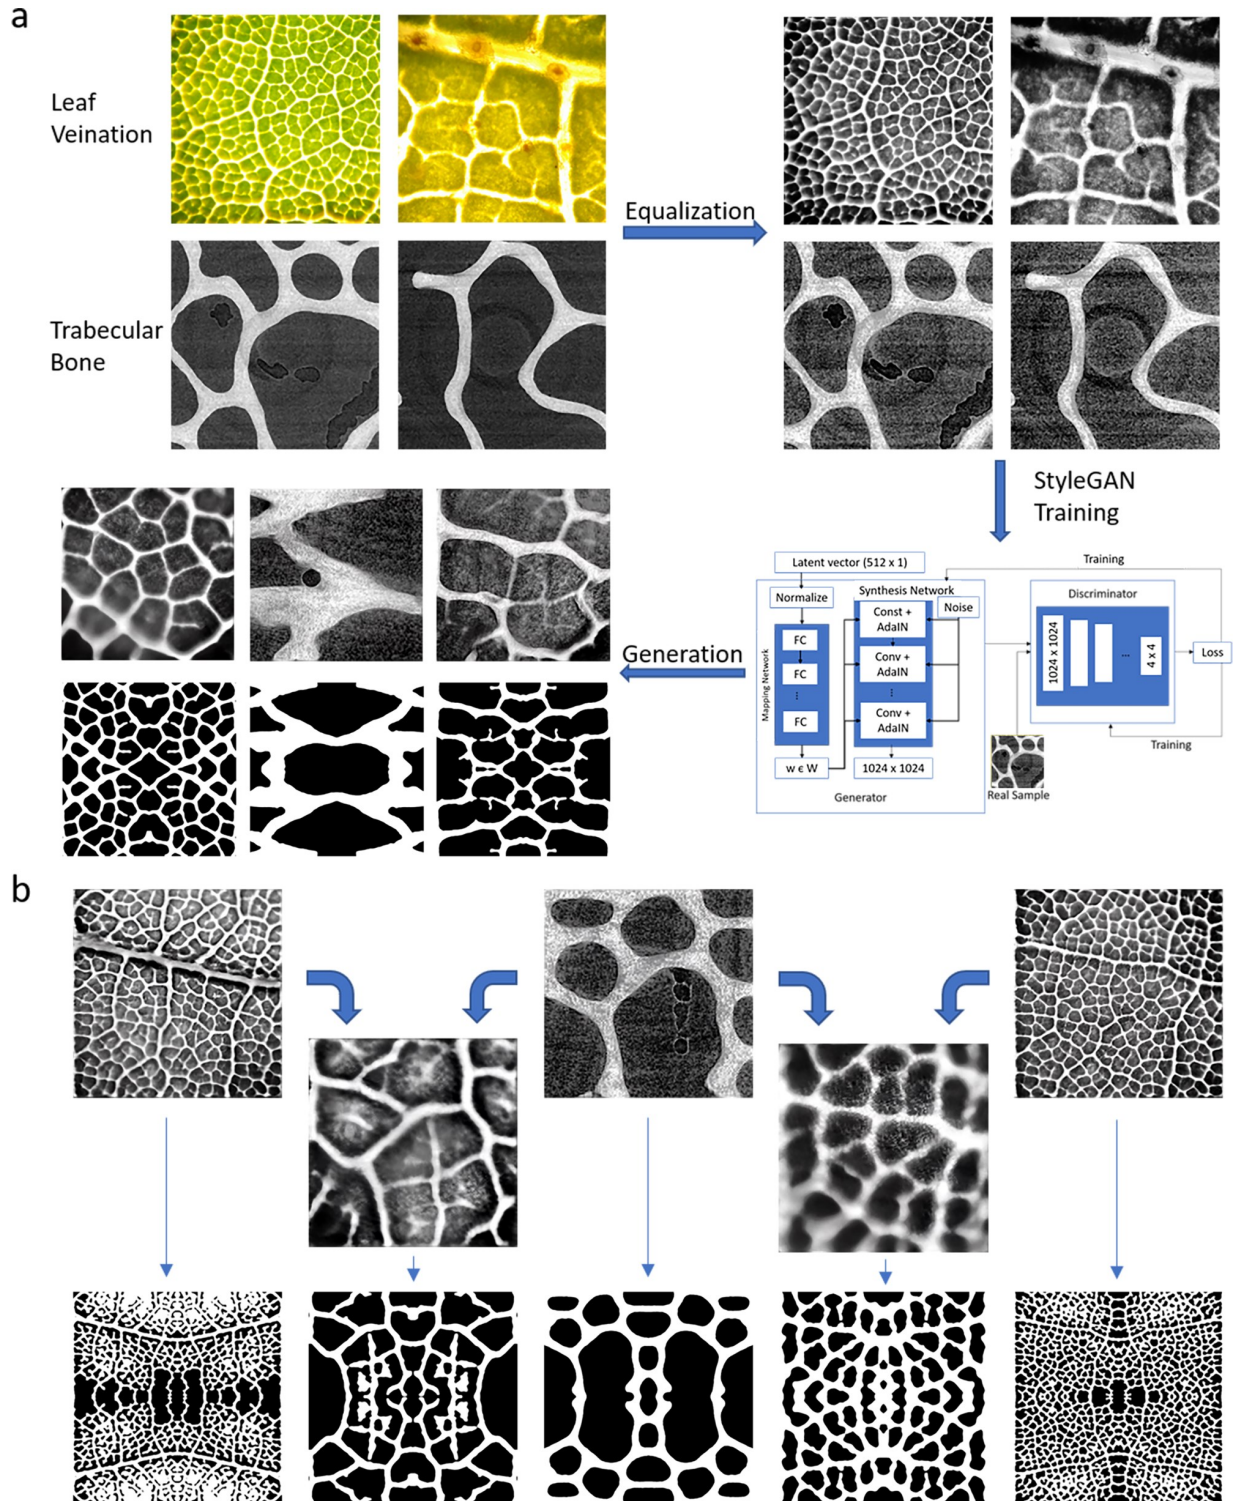 a
Leaf
Veination
Equalization
Trabecular
Bone
StyleGAN
Training
Latent vector (512 x 1)
Training
Normalize
Synthesis Network
Noise
Discriminator
Const +
AdaIN
Mapping Network
FC
FC
⋮
FC
Conv +
AdaIN
⋮
Conv +
AdaIN
1024 x 1024
...
4 x 4
Loss
Generation
w ϵ W
1024 x 1024
Training
Generator
Real Sample
b